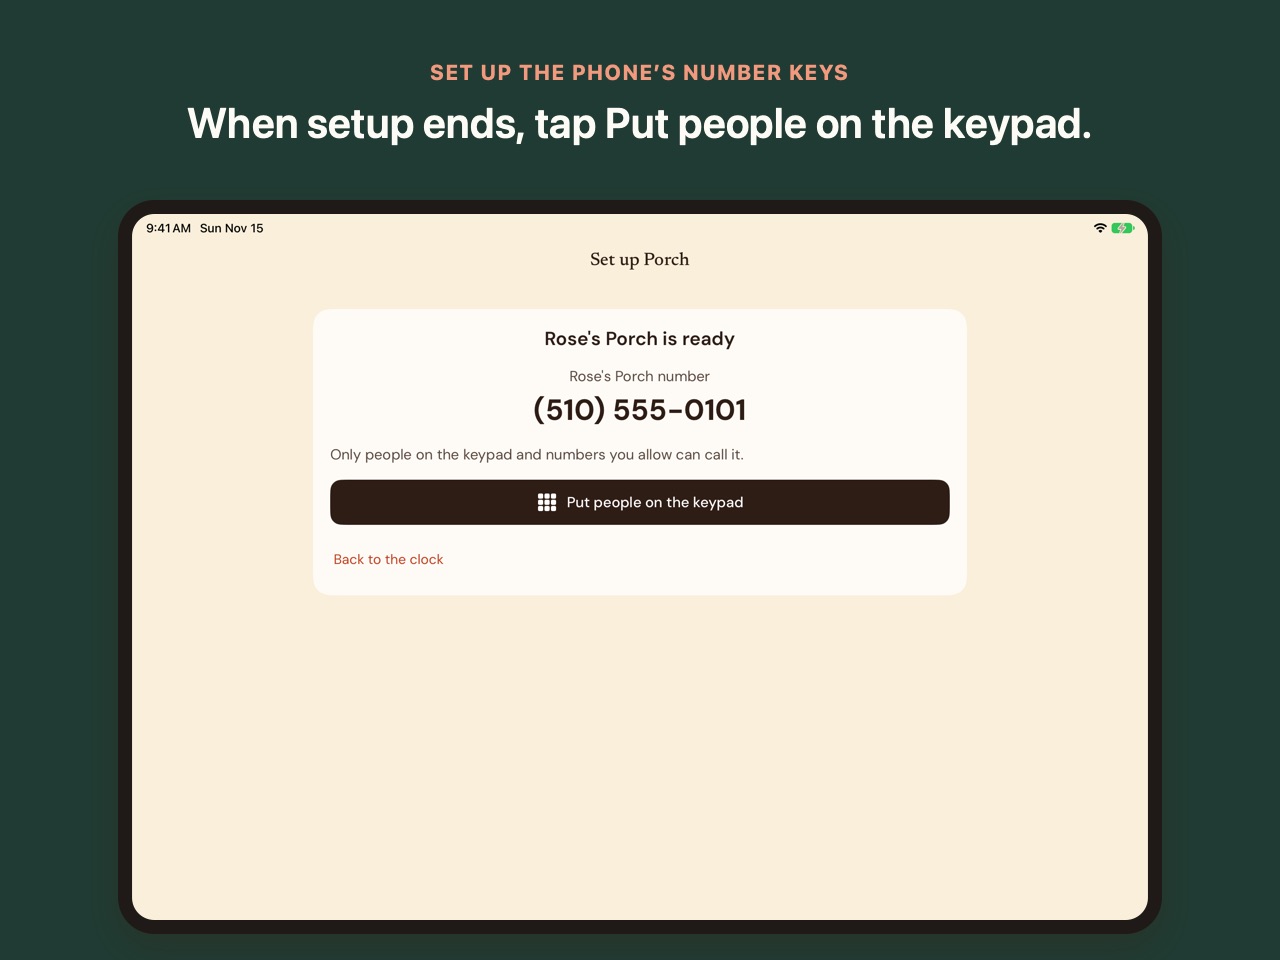 SET UP THE PHONE’S NUMBER KEYS
When setup ends, tap Put people on the keypad.
9:41 AM Sun Nov 15
Set up Porch
Rose's Porch is ready
Rose's Porch number
(510) 555-0101
Only people on the keypad and numbers you allow can call it.
Put people on the keypad
Back to the clock